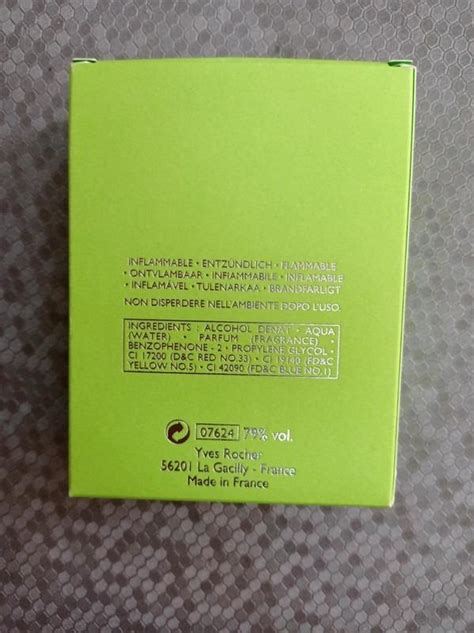 INFLAMMABLE • ENTZÜNDLICH • FLAMMABLE
• ONTVLAMBAAR • INFIAMMABILE • INFLAMABLE
• INFLAMÁVEL • TULENARKAA • BRANDFARLIGT
NON DISPERDERE NELL'AMBIENTE DOPO L'USO.
INGREDIENTS : ALCOHOL DENAT • AQUA
(WATER) • PARFUM (FRAGRANCE) •
BENZOPHENONE - 2 • PROPYLENE GLYCOL •
CI 17200 (D&C RED NO.33) • CI 19140 (FD&C
YELLOW NO.5) • CI 42090 (FD&C BLUE NO.1)
07624 79% vol.
Yves Rocher
56201 La Gacilly - France
Made in France